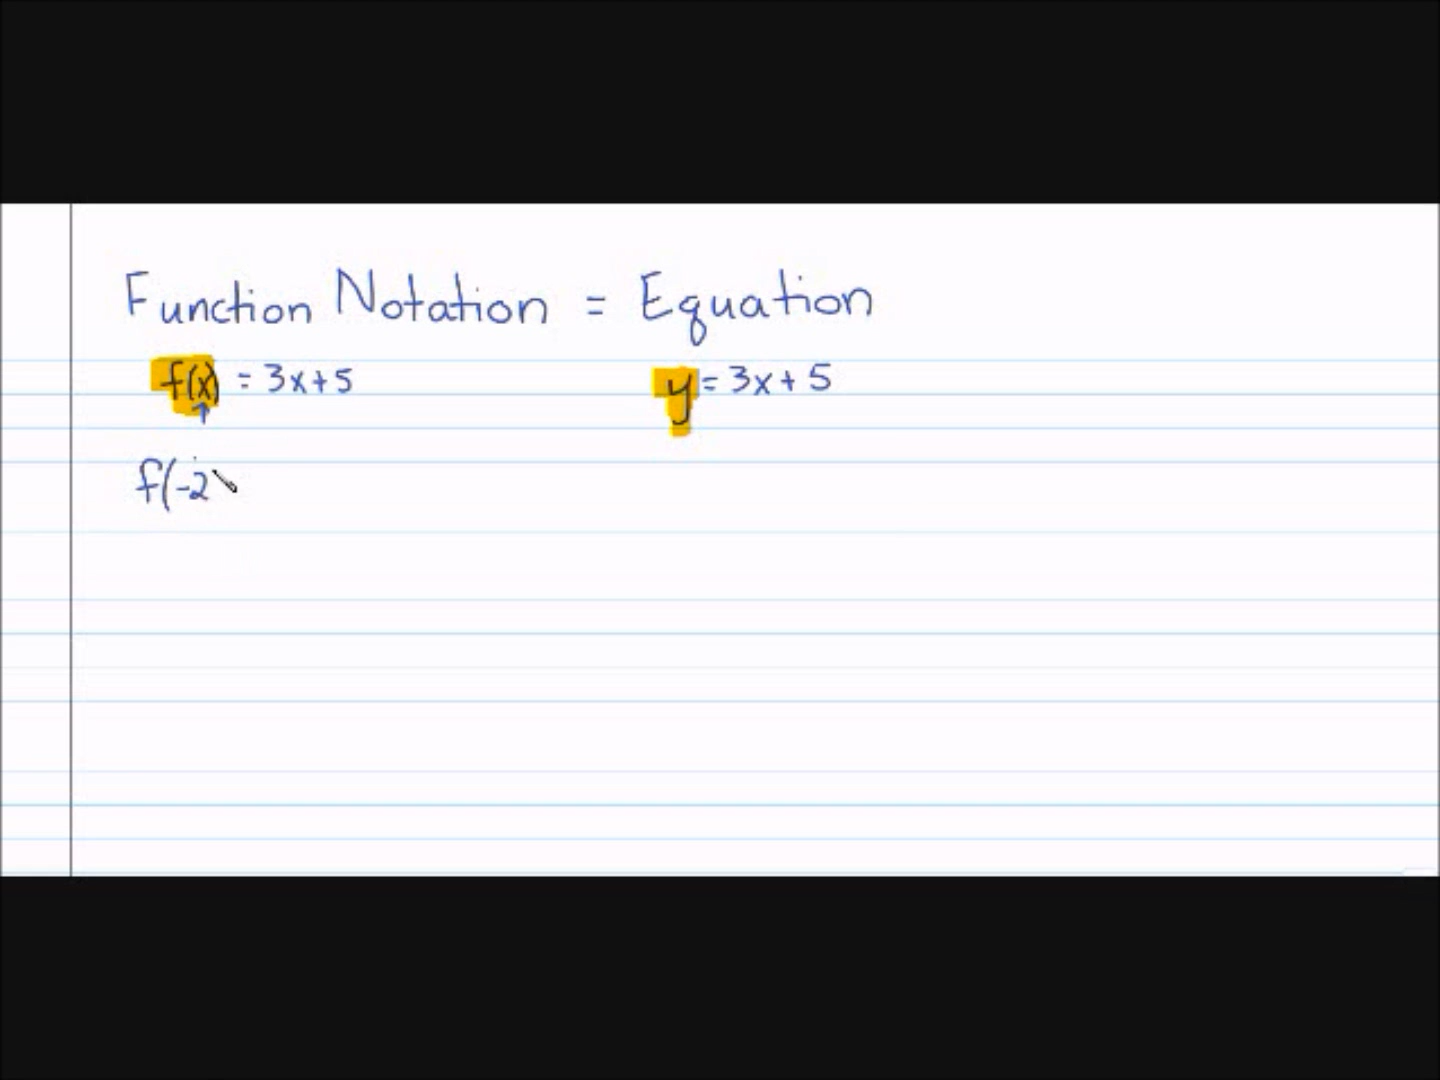 Function Notation = Equation
f(x) = 3x+5 y = 3x+5
f(-2